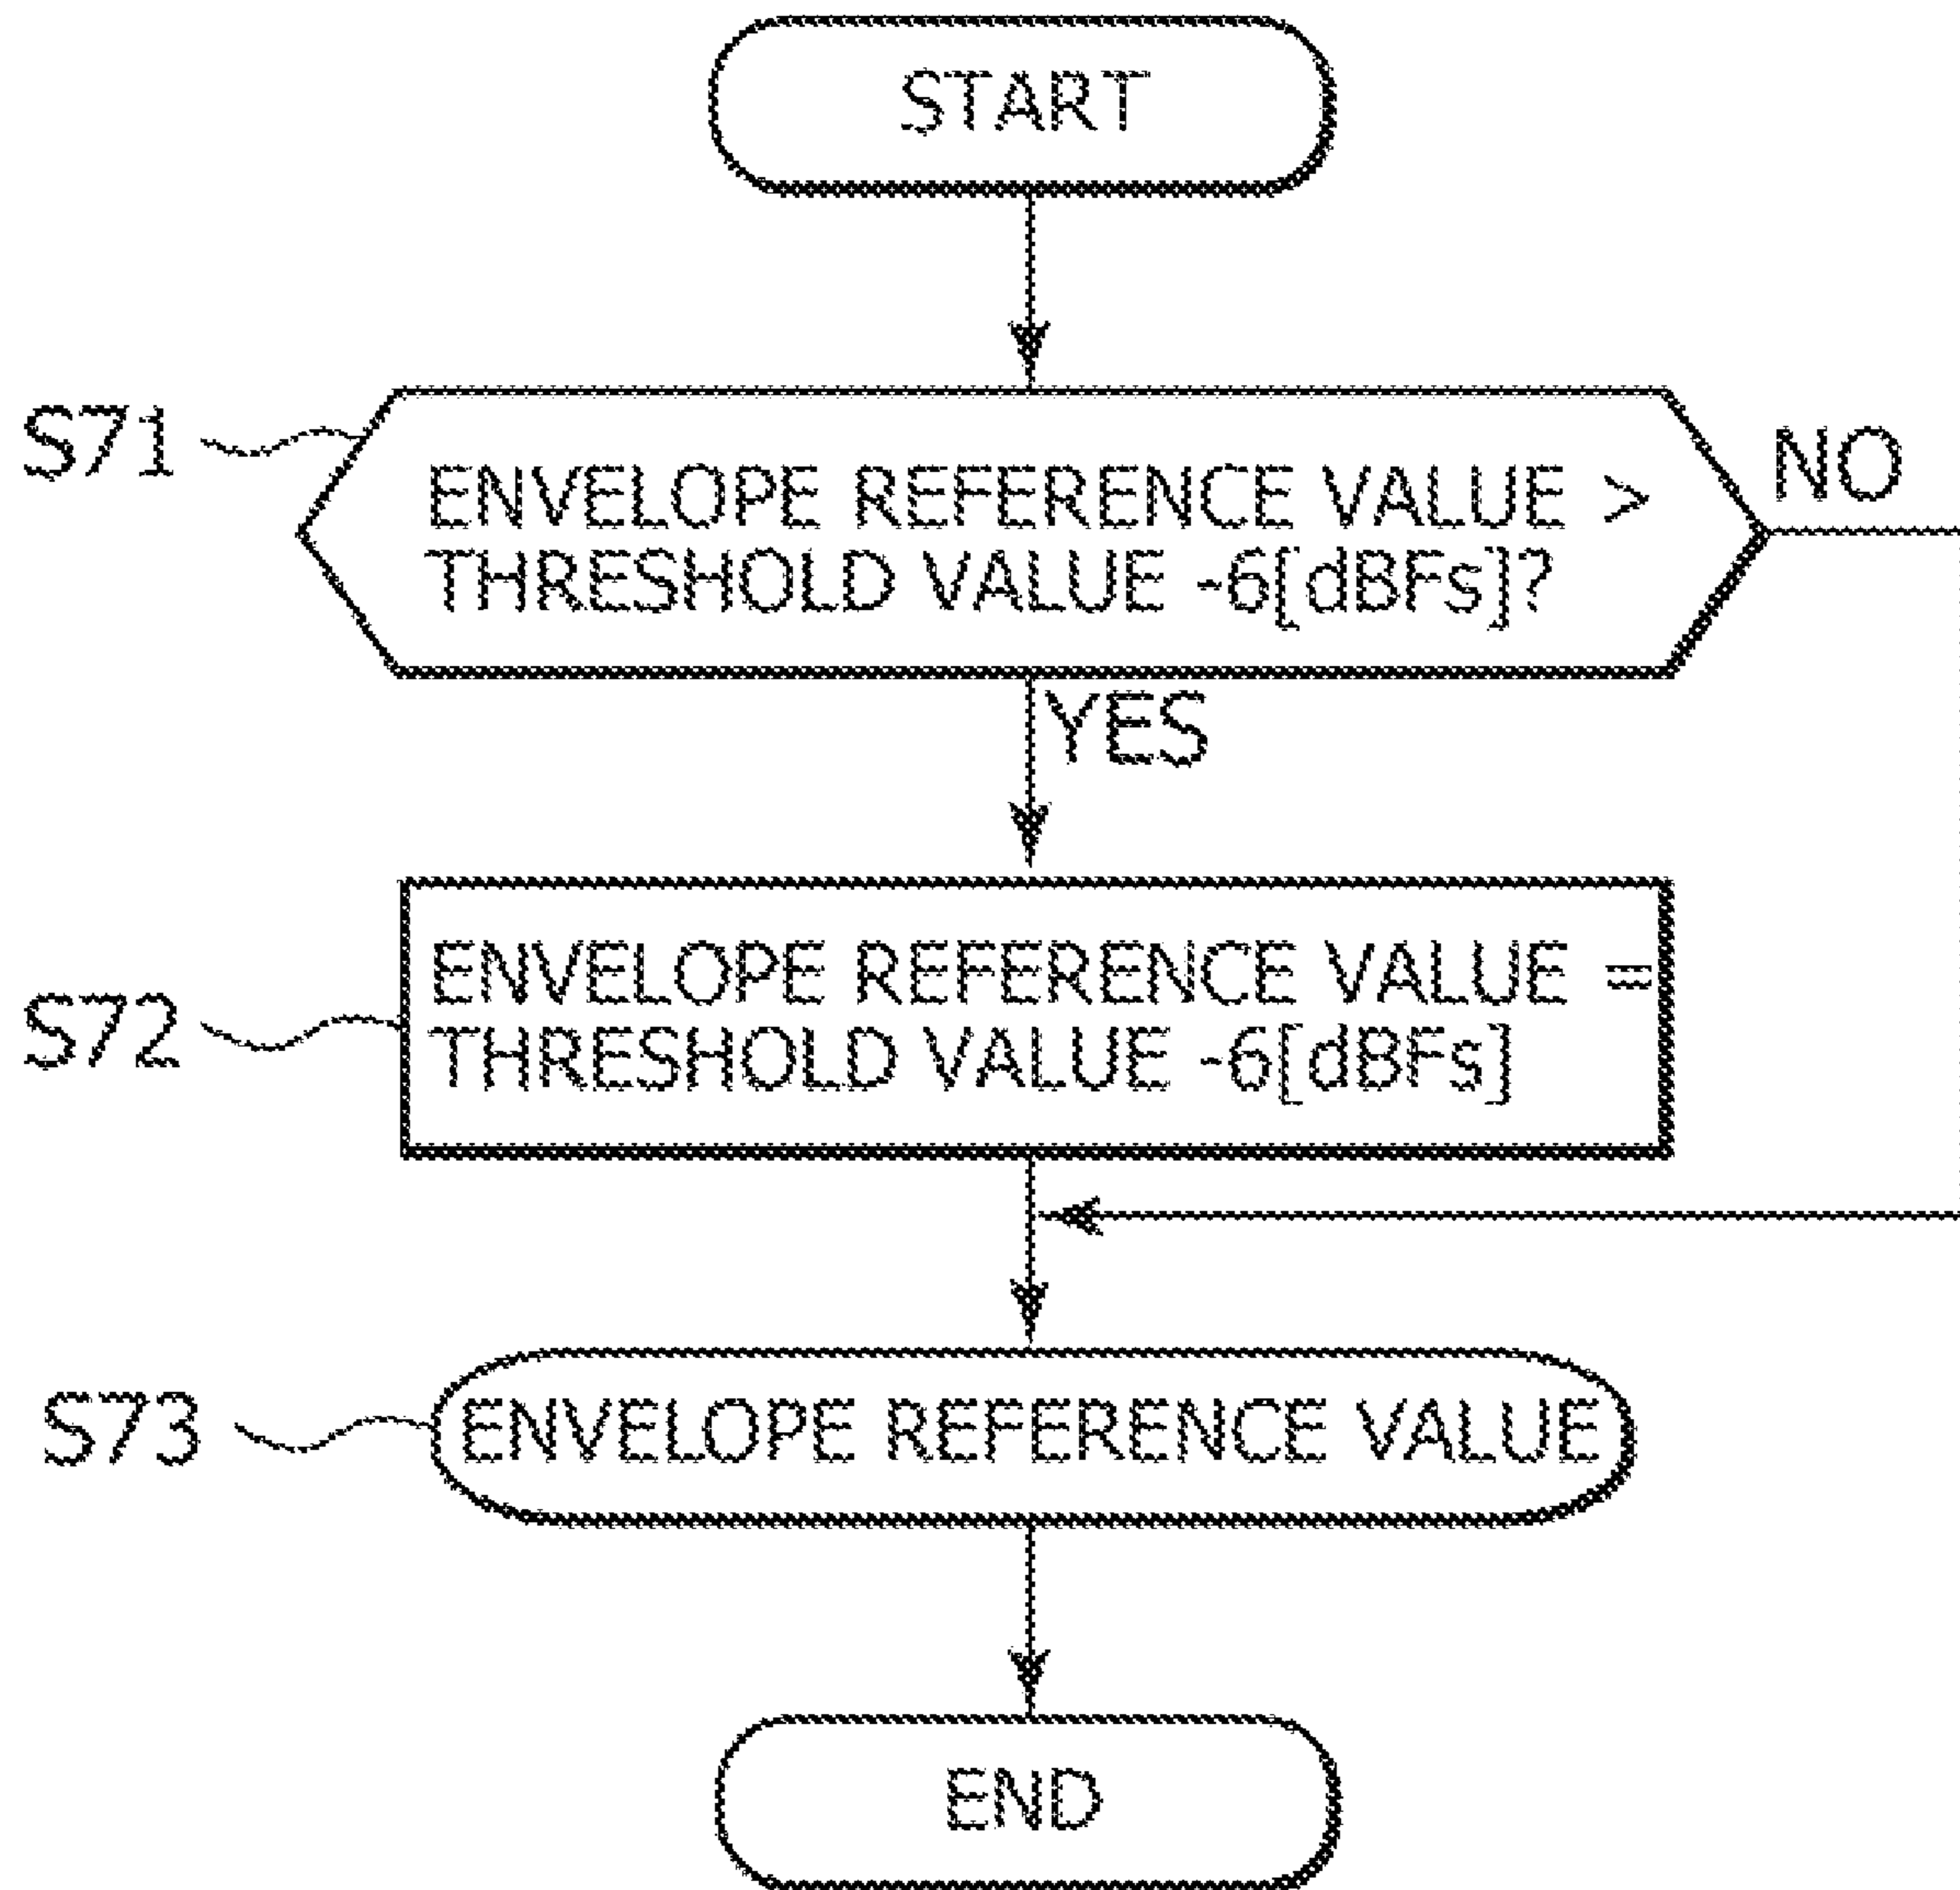 START
S71
ENVELOPE REFERENCE VALUE >
THRESHOLD VALUE -6[dBFs]?
NO
YES
S72
ENVELOPE REFERENCE VALUE =
THRESHOLD VALUE -6[dBFs]
S73
ENVELOPE REFERENCE VALUE
END